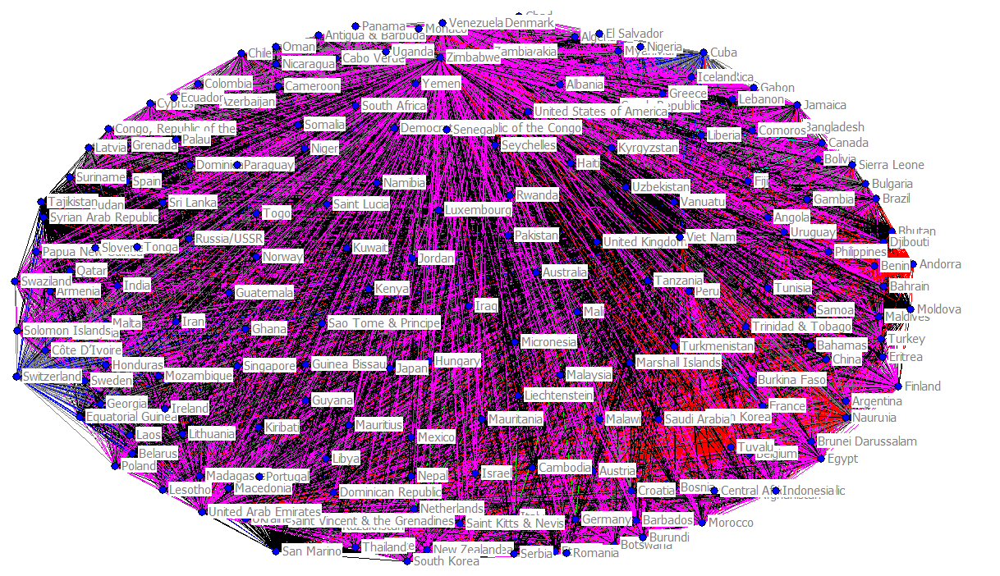 Chad
Panama
Monaco
Venezuela
Denmark
Antigua & Barbuda
El Salvador
Oman
Chile
Uganda
Cabo Verde
Nicaragua
Zimbabwe
Zambia
Nigeria
Cuba
Colombia
Cameroon
Yemen
Albania
Iceland
Gabon
Ecuador
Azerbaijan
Cyprus
South Africa
United States of America
Greece
Lebanon
Jamaica
Congo, Republic of the
Somalia
Senegal
Liberia
Comoros
Bangladesh
Latvia
Grenada
Palau
Niger
Seychelles
Kyrgyzstan
Canada
Paraguay
Haiti
Bolivia
Sierra Leone
Suriname
Spain
Namibia
Uzbekistan
Fiji
Bulgaria
Tajikistan
Sri Lanka
Saint Lucia
Rwanda
Vanuatu
Gambia
Brazil
Syrian Arab Republic
Togo
Luxembourg
Angola
Russia/USSR
Pakistan
United Kingdom
Viet Nam
Uruguay
Bhutan
Djibouti
Tonga
Kuwait
Papua New Guinea
Norway
Jordan
Philippines
Qatar
Australia
Benin
Andorra
Swaziland
Armenia
India
Guatemala
Kenya
Tanzania
Peru
Tunisia
Bahrain
Iraq
Mali
Samoa
Moldova
Maldives
Malta
Iran
Ghana
Sao Tome & Principe
Trinidad & Tobago
Solomon Islands
Micronesia
Turkmenistan
Bahamas
Turkey
Côte D'Ivoire
Honduras
Singapore
Guinea Bissau
Japan
Hungary
Marshall Islands
China
Eritrea
Switzerland
Sweden
Mozambique
Malaysia
Burkina Faso
Finland
Georgia
Ireland
Guyana
Liechtenstein
France
Argentina
Equatorial Guinea
Kiribati
Mauritius
Mauritania
Malawi
Saudi Arabia
Nauru
Laos
Lithuania
Mexico
Brunei Darussalam
Belarus
Libya
Tuvalu
Belgium
Egypt
Poland
Madagas
Portugal
Nepal
Israel
Cambodia
Austria
Lesotho
Macedonia
Dominican Republic
Croatia
Bosnia
Central Af
Indonesia
United Arab Emirates
Netherlands
Saint Vincent & the Grenadines
Saint Kitts & Nevis
Germany
Barbados
Morocco
San Marino
Thailand
New Zealand
Serbia
Romania
Botswana
Burundi
South Korea